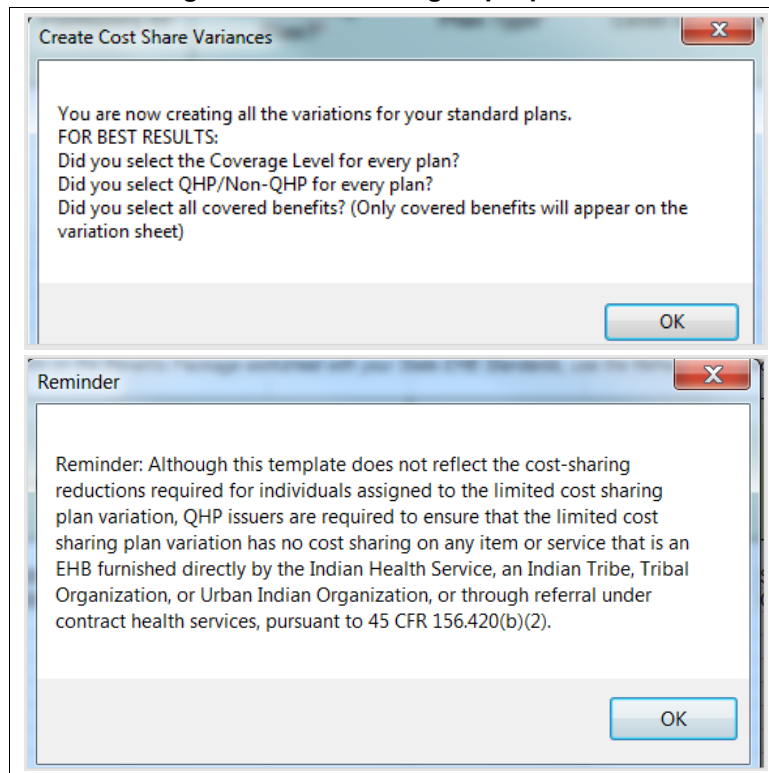 Create Cost Share Variances
X
You are now creating all the variations for your standard plans.
FOR BEST RESULTS:
Did you select the Coverage Level for every plan?
Did you select QHP/Non-QHP for every plan?
Did you select all covered benefits? (Only covered benefits will appear on the
variation sheet)
OK
Reminder
X
Reminder: Although this template does not reflect the cost-sharing
reductions required for individuals assigned to the limited cost sharing
plan variation, QHP issuers are required to ensure that the limited cost
sharing plan variation has no cost sharing on any item or service that is an
EHB furnished directly by the Indian Health Service, an Indian Tribe, Tribal
Organization, or Urban Indian Organization, or through referral under
contract health services, pursuant to 45 CFR 156.420(b)(2).
OK